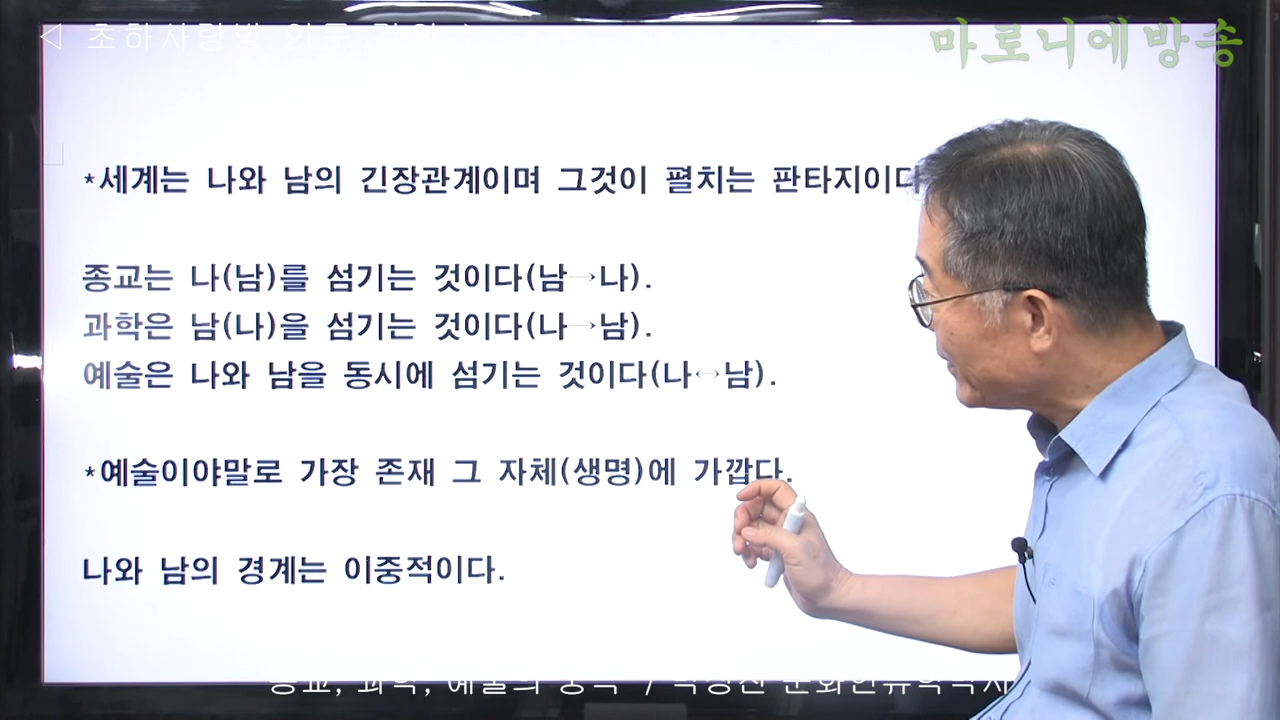 마로니에방송
*세계는 나와 남의 긴장관계이며 그것이 펼치는 판타지이다
종교는 나(남)를 섬기는 것이다(남→나).
과학은 남(나)을 섬기는 것이다(나→남).
예술은 나와 남을 동시에 섬기는 것이다(나↔남).
*예술이야말로 가장 존재 그 자체(생명)에 가깝다.
나와 남의 경계는 이중적이다.